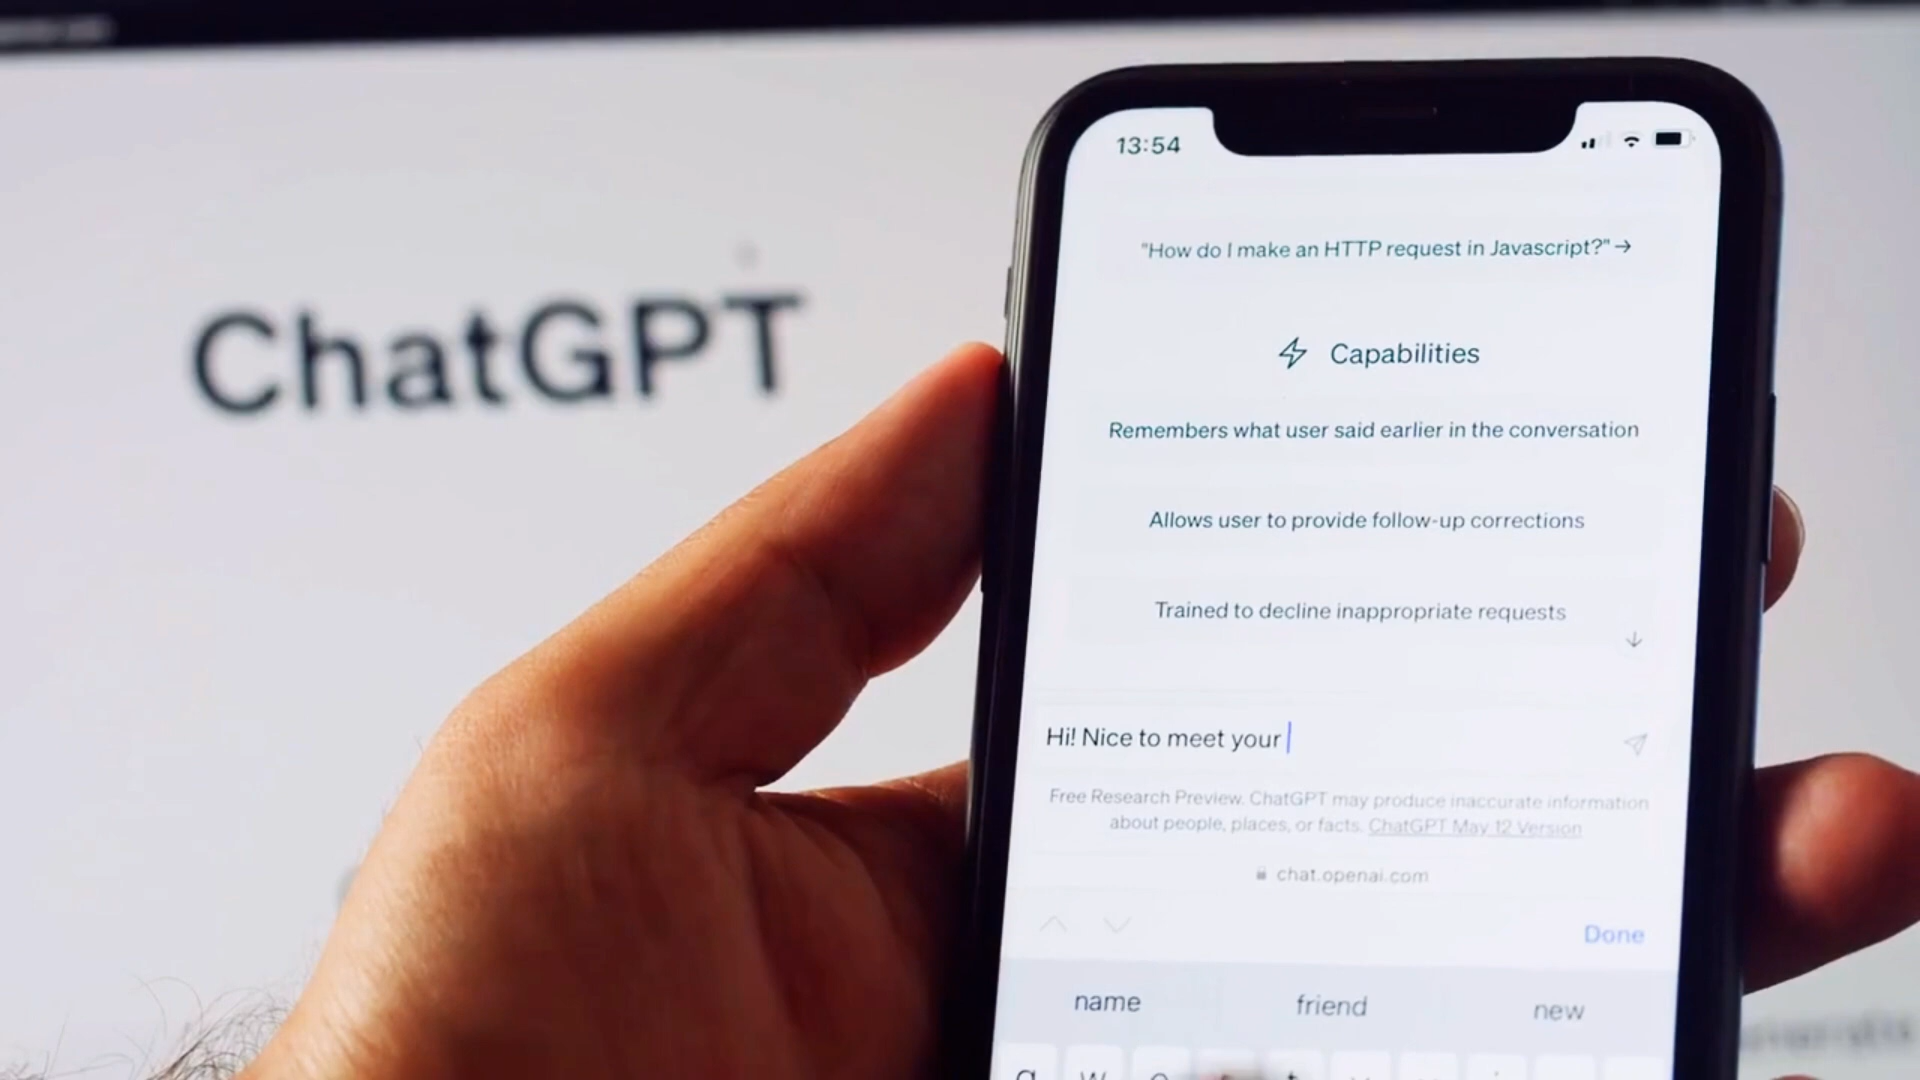 ChatGPT
13:54
"How do I make an HTTP request in Javascript?" →
Capabilities
Remembers what user said earlier in the conversation
Allows user to provide follow-up corrections
Trained to decline inappropriate requests
Hi! Nice to meet your
Free Research Preview. ChatGPT may produce inaccurate information
about people, places, or facts. ChatGPT May 12 Version
chat.openai.com
Done
name friend new